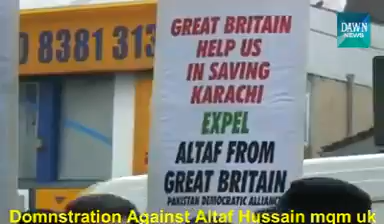 DAWN
NEWS
8381 313
GREAT BRITAIN
HELP US
IN SAVING
KARACHI
EXPEL
ALTAF FROM
GREAT BRITAIN
PAKISTAN DEMOCRATIC ALLIANCE
Domnstration Against Altaf Hussain mqm uk